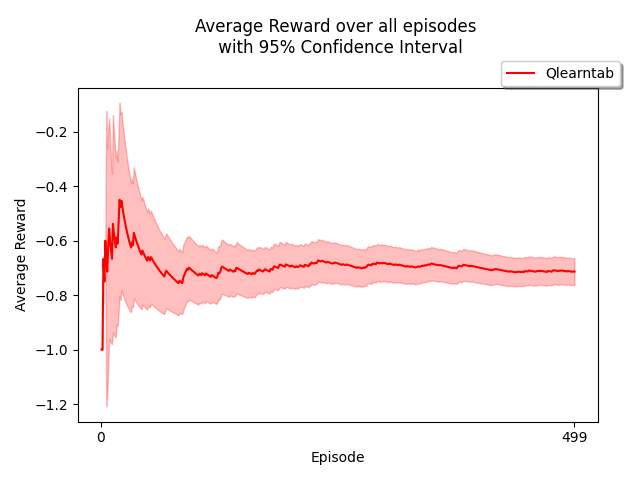 Average Reward over all episodes
with 95% Confidence Interval
Qlearntab
−0.2
−0.4
−0.6
−0.8
−1.0
−1.2
Average Reward
0
499
Episode